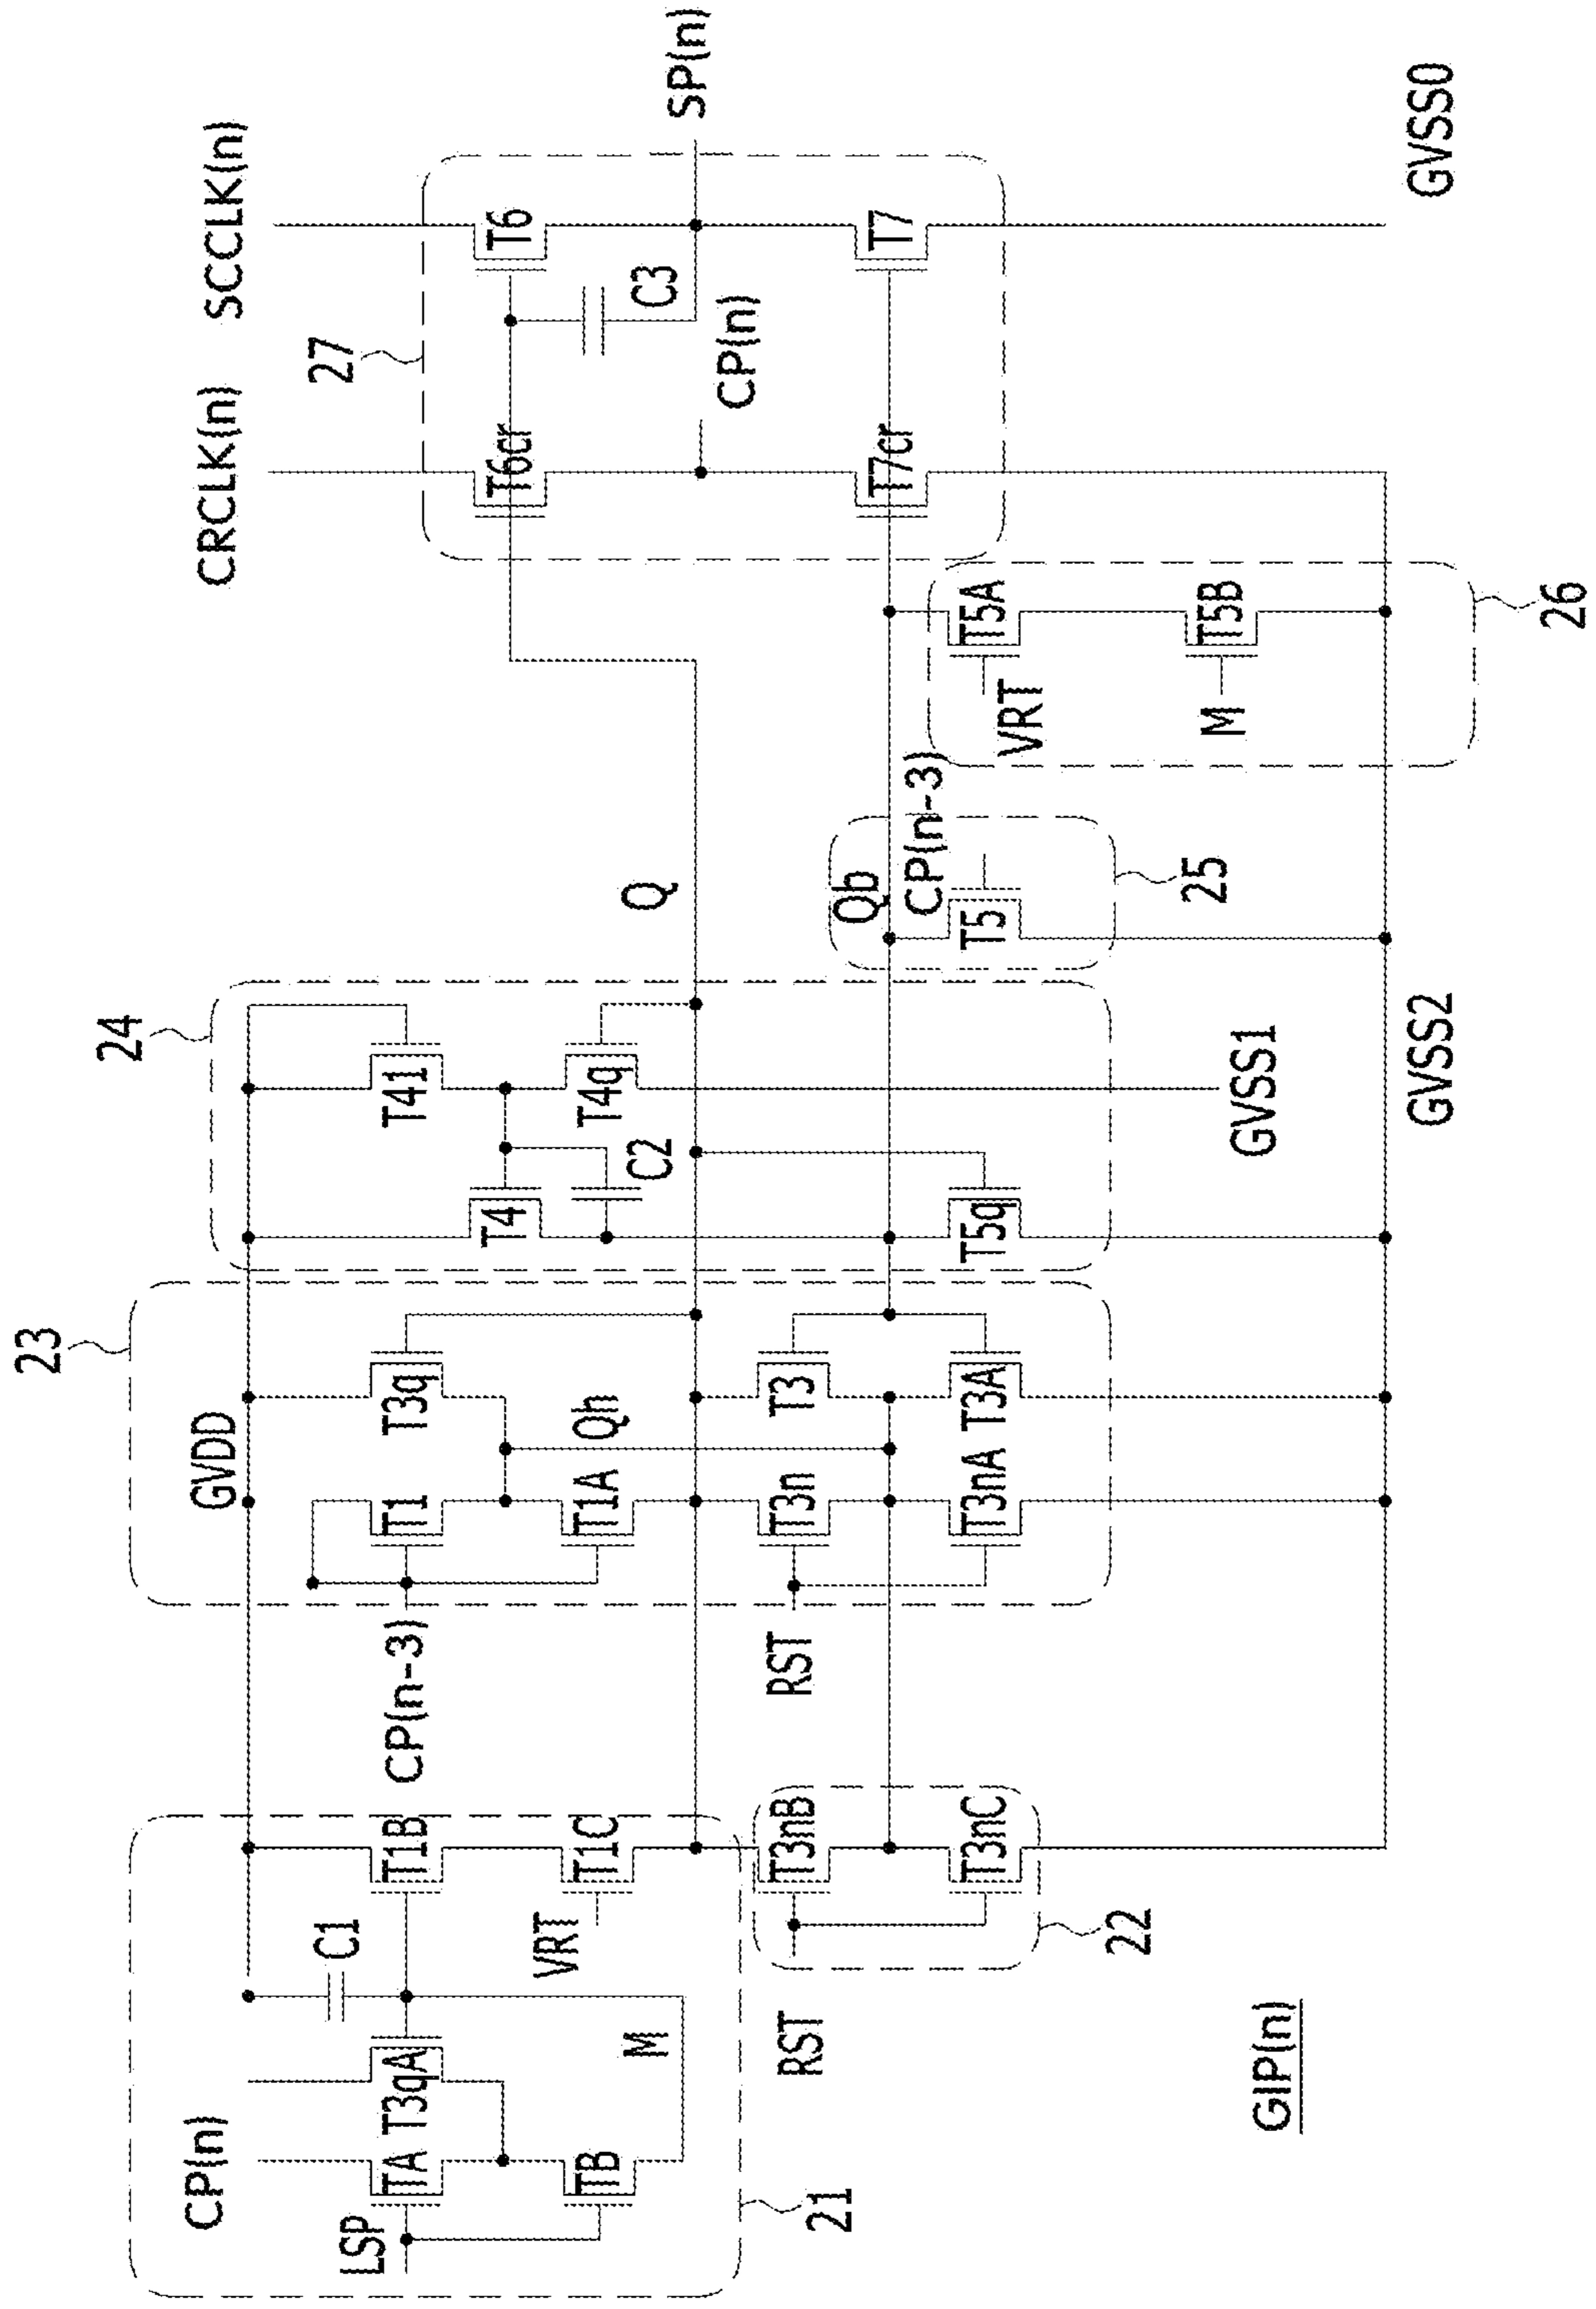 CRCLK(n)
SCCLK(n)
23
24
27
21
GVDD
CP(n)
C1
T1B
T3qA
TA
LSP
TB
M
VRT
T1C
CP(n-3)
T1
T3q
T1A
Qh
T41
T4
T4q
C2
Q
T6cr
T6
C3
SP(n)
CP(n)
RST
T3nB
T3nC
22
RST
T3n
T3
T3nA
T3A
T5q
Qb
CP(n-3)
T5
25
T7cr
T7
T5A
VRT
T5B
M
26
GVSS1
GVSS2
GVSS0
GIP(n)